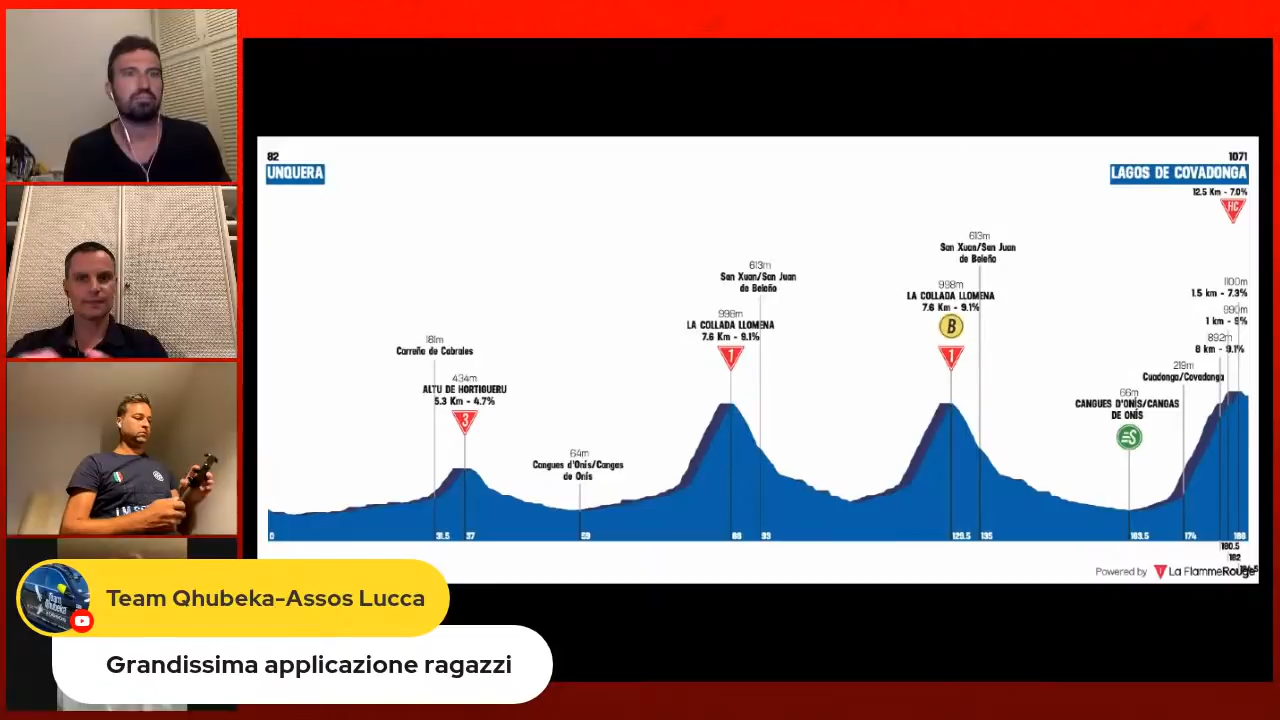 82
UNQUERA
1071
LAGOS DE COVADONGA
12.5 Km - 7.0%
HC
613m
San Xuan/San Juan
de Beleño
998m
LA COLLADA LLOMENA
7.6 Km - 9.1%
B
1
613m
San Xuan/San Juan
de Beleño
998m
LA COLLADA LLOMENA
7.6 Km - 9.1%
1
1100m
1.5 km - 7.3%
990m
1 km - 9%
892m
6 km - 9.1%
219m
Cuadonga/Covadonga
66m
CANGUES D'ONÍS/CANGAS
DE ONÍS
S
181m
Carreña de Cabrales
434m
ALTU DE HORTIGUERU
5.3 Km - 4.7%
3
64m
Cangues d'Onís/Canges
de Onís
0
31.5
37
59
93
129.5
135
163.5
174
180.5
182
Powered by
La FlammeRouge
Team Qhubeka-Assos Lucca
Grandissima applicazione ragazzi